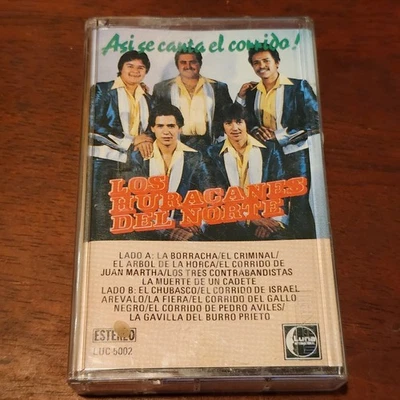 Asi se canta el corrido!
LOS
HURACANES
DEL NORTE
LADO A: LA BORRACHA/EL CRIMINAL/
EL ARBOL DE LA HORCA/EL CORRIDO DE
JUAN MARTHA/LOS TRES CONTRABANDISTAS
LA MUERTE DE UN CADETE
LADO B: EL CHUBASCO/EL CORRIDO DE ISRAEL
AREVALO/LA FIERA/EL CORRIDO DEL GALLO
NEGRO/EL CORRIDO DE PEDRO AVILES/
LA GAVILLA DEL BURRO PRIETO
ESTEREO
LUC 5002
Luna